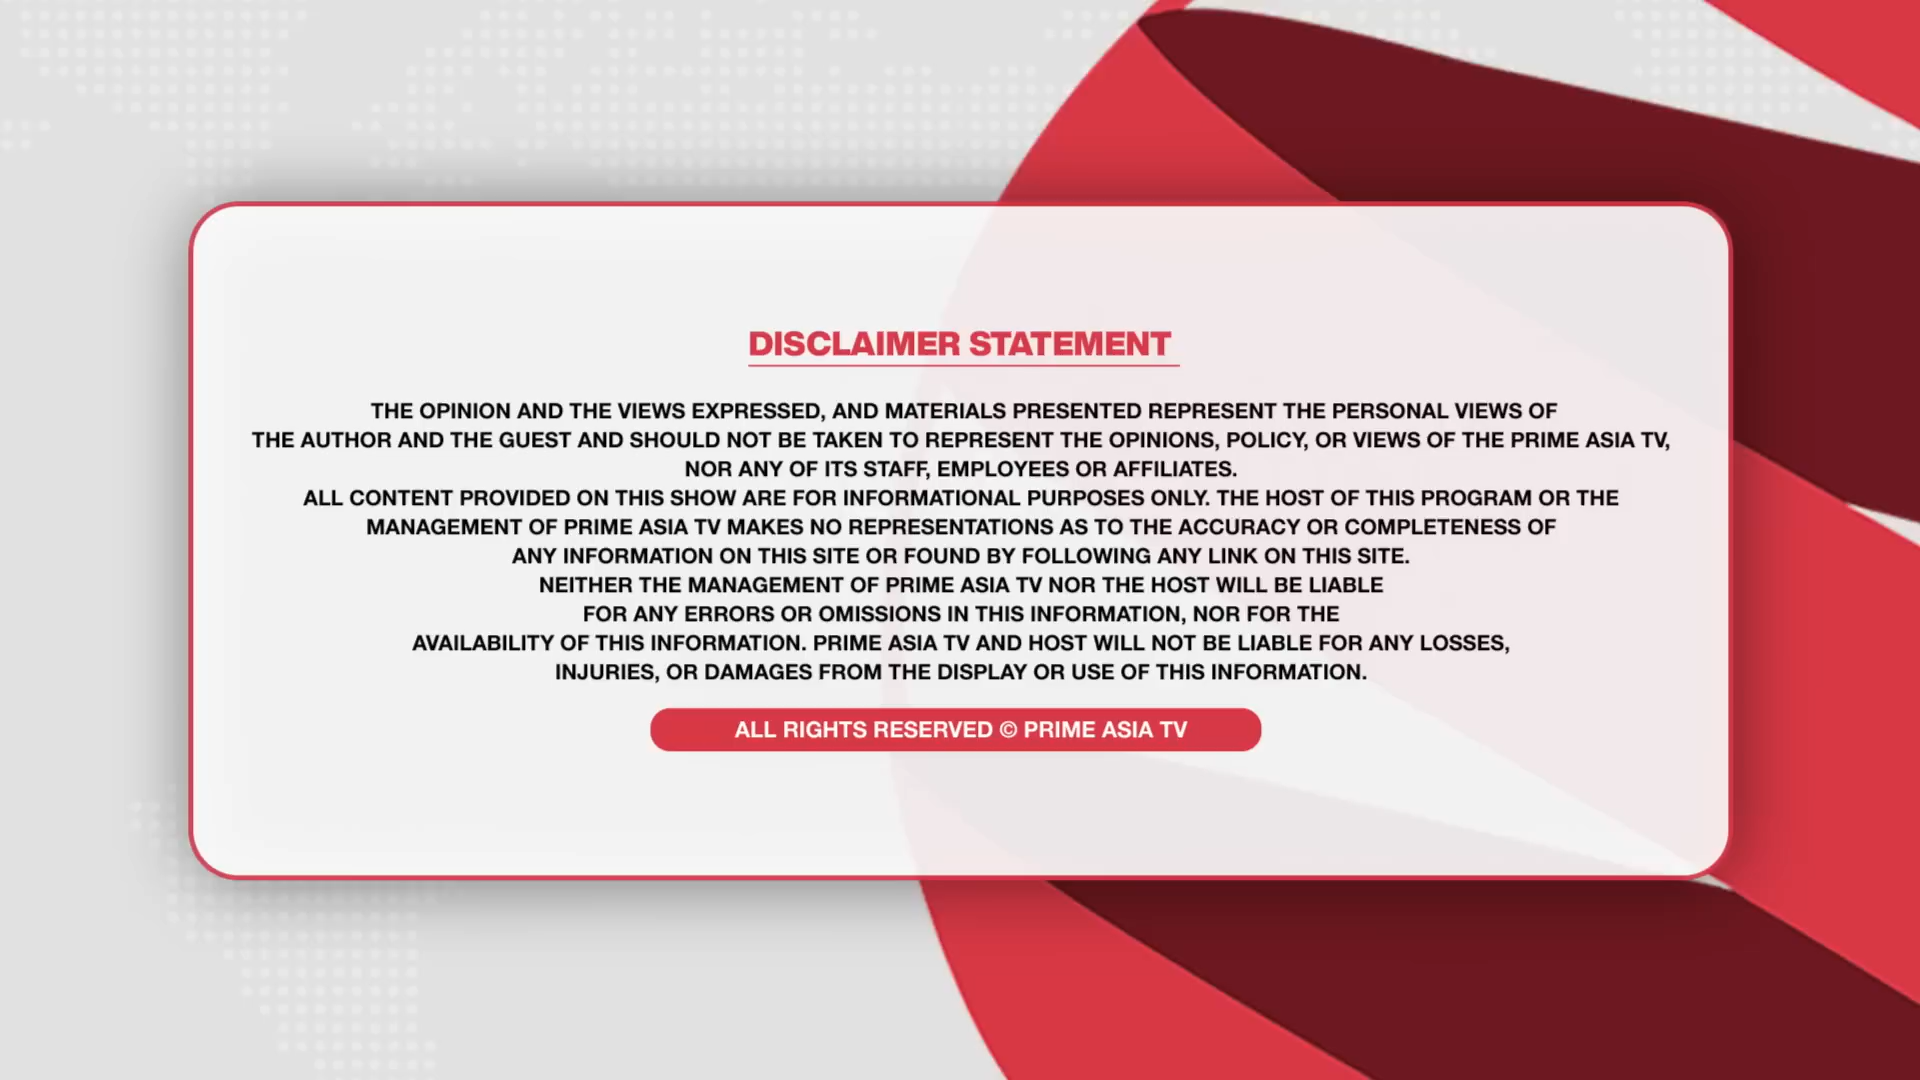 DISCLAIMER STATEMENT
THE OPINION AND THE VIEWS EXPRESSED, AND MATERIALS PRESENTED REPRESENT THE PERSONAL VIEWS OF
THE AUTHOR AND THE GUEST AND SHOULD NOT BE TAKEN TO REPRESENT THE OPINIONS, POLICY, OR VIEWS OF THE PRIME ASIA TV,
NOR ANY OF ITS STAFF, EMPLOYEES OR AFFILIATES.
ALL CONTENT PROVIDED ON THIS SHOW ARE FOR INFORMATIONAL PURPOSES ONLY. THE HOST OF THIS PROGRAM OR THE
MANAGEMENT OF PRIME ASIA TV MAKES NO REPRESENTATIONS AS TO THE ACCURACY OR COMPLETENESS OF
ANY INFORMATION ON THIS SITE OR FOUND BY FOLLOWING ANY LINK ON THIS SITE.
NEITHER THE MANAGEMENT OF PRIME ASIA TV NOR THE HOST WILL BE LIABLE
FOR ANY ERRORS OR OMISSIONS IN THIS INFORMATION, NOR FOR THE
AVAILABILITY OF THIS INFORMATION. PRIME ASIA TV AND HOST WILL NOT BE LIABLE FOR ANY LOSSES,
INJURIES, OR DAMAGES FROM THE DISPLAY OR USE OF THIS INFORMATION.
ALL RIGHTS RESERVED © PRIME ASIA TV